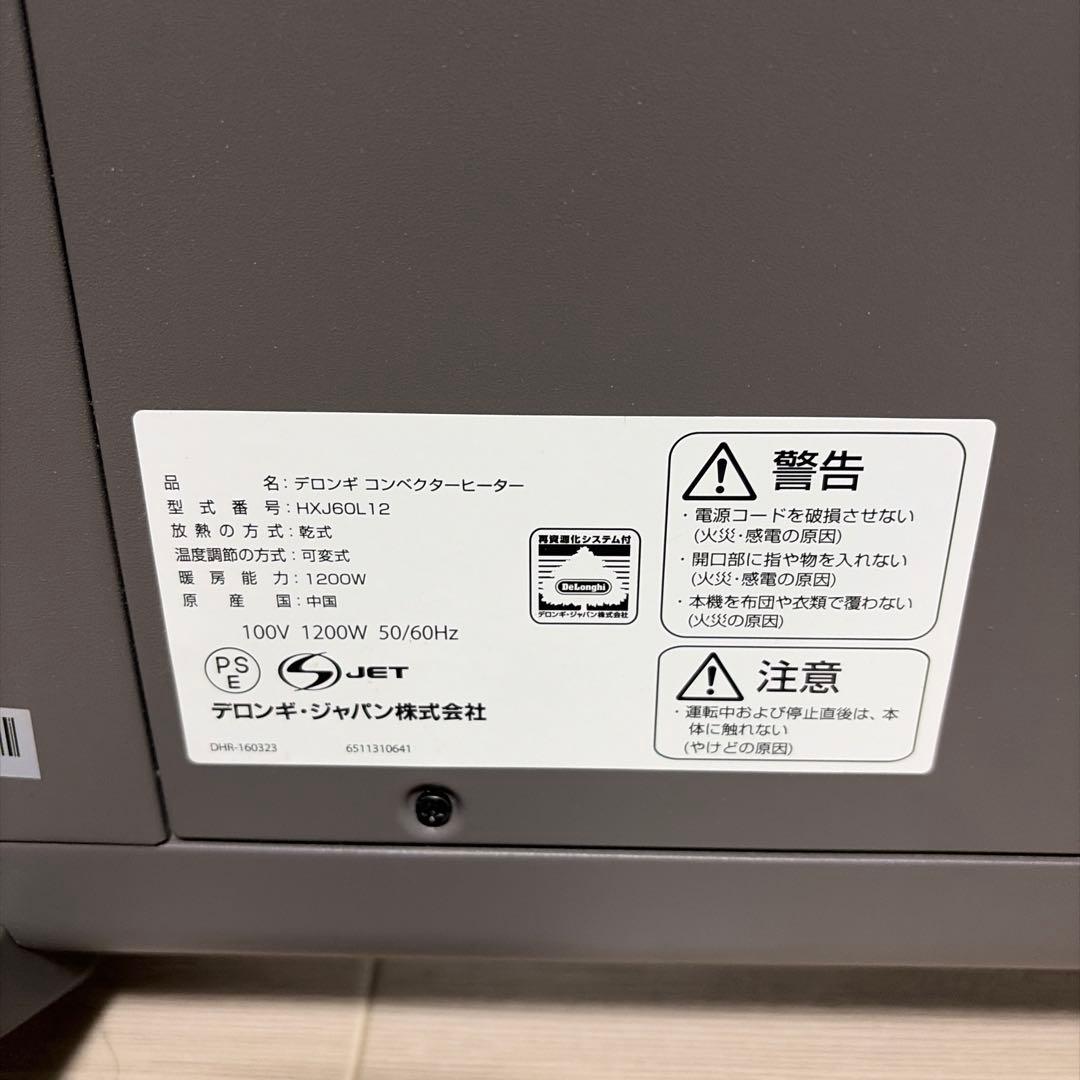 品名：デロンギ コンベクターヒーター
型式番号：HXJ60L12
放熱の方式：乾式
温度調節の方式：可変式
暖房能力：1200W
原産国：中国
100V 1200W 50/60Hz
PS
E
S JET
デロンギ・ジャパン株式会社
DHR-160323 6511310641
再資源化システム付
DeLonghi
デロンギ・ジャパン株式会社
警告
・電源コードを破損させない
(火災・感電の原因)
・開口部に指や物を入れない
(火災・感電の原因)
・本機を布団や衣類で覆わない
(火災の原因)
注意
・運転中および停止直後は、本
体に触れない
(やけどの原因)